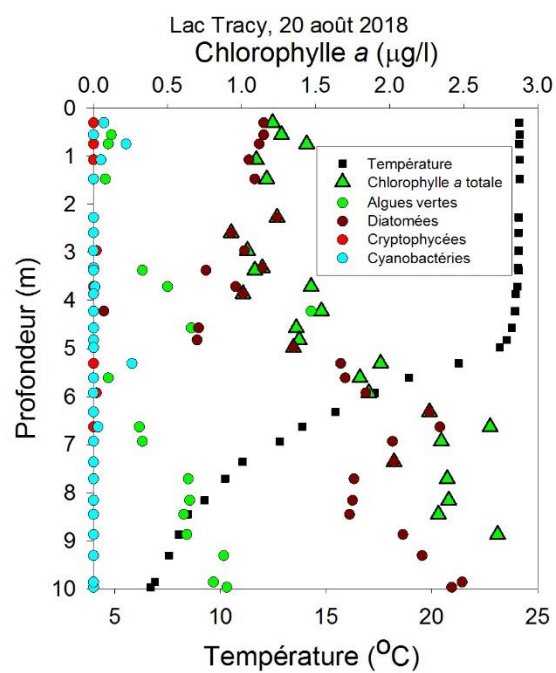 Lac Tracy, 20 août 2018
Chlorophylle a (µg/l)
0.0 0.5 1.0 1.5 2.0 2.5 3.0
0
1
2
3
4
5
6
7
8
9
10
Profondeur (m)
Température
Chlorophylle a totale
Algues vertes
Diatomées
Cryptophycées
Cyanobactéries
5 10 15 20 25
Température (°C)